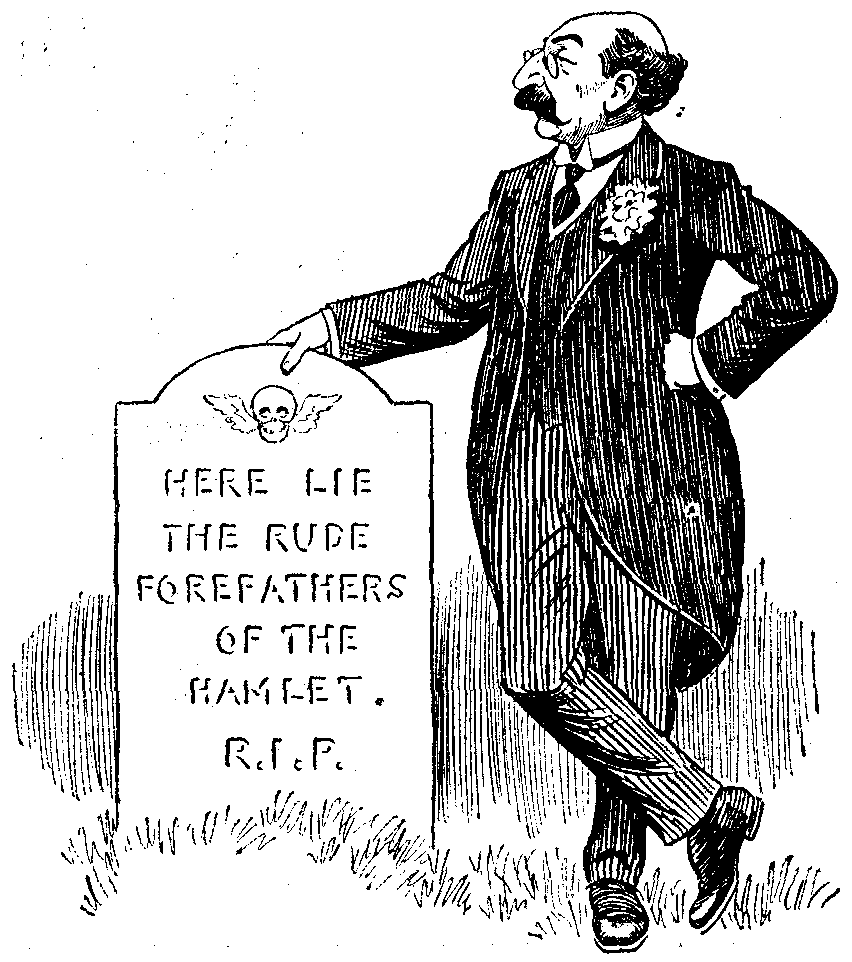 HERE LIE
THE RUDE
FOREFATHERS
OF THE
HAMLET.
R.I.P.